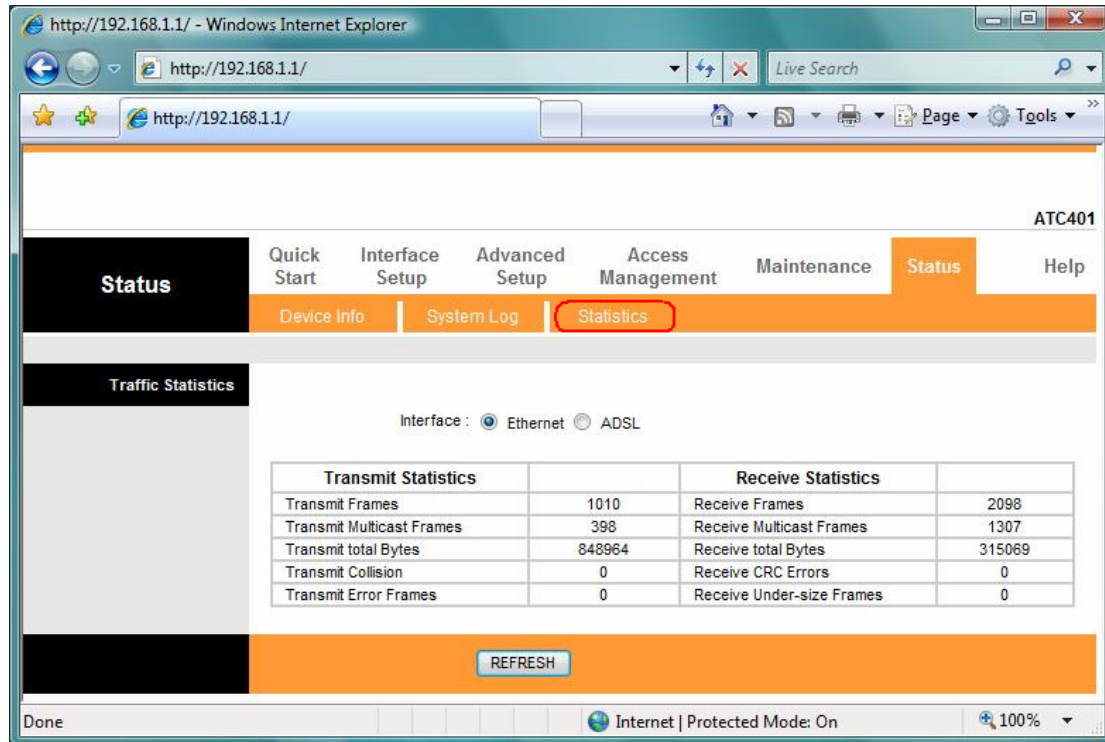 http://192.168.1.1/ - Windows Internet Explorer
http://192.168.1.1/
Live Search
http://192.168.1.1/
Page
Tools
ATC401
Status
Quick Start
Interface Setup
Advanced Setup
Access Management
Maintenance
Status
Help
Device Info
System Log
Statistics
Traffic Statistics
Interface : Ethernet ADSL
Transmit Statistics Receive Statistics
Transmit Frames 1010 Receive Frames 2098
Transmit Multicast Frames 398 Receive Multicast Frames 1307
Transmit total Bytes 848964 Receive total Bytes 315069
Transmit Collision 0 Receive CRC Errors 0
Transmit Error Frames 0 Receive Under-size Frames 0
REFRESH
Done
Internet | Protected Mode: On
100%